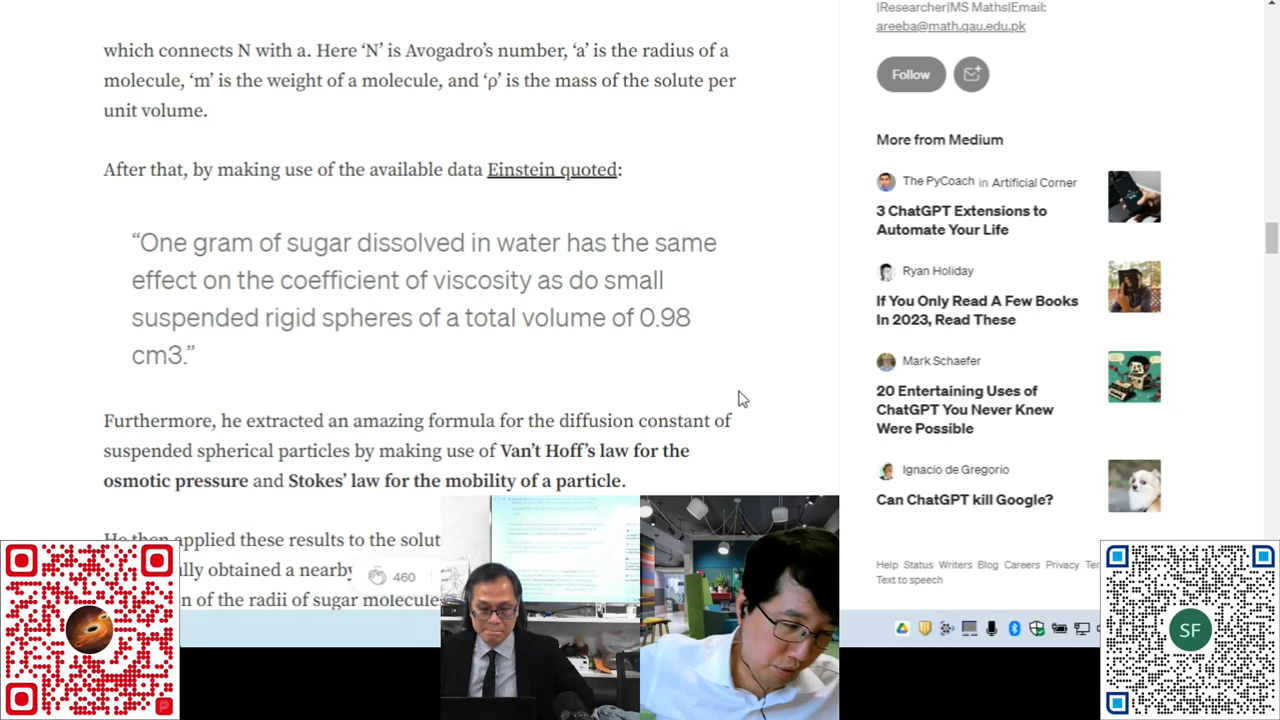 which connects N with a. Here ‘N’ is Avogadro’s number, ‘a’ is the radius of a
molecule, ‘m’ is the weight of a molecule, and ‘ρ’ is the mass of the solute per
unit volume.
After that, by making use of the available data Einstein quoted:
“One gram of sugar dissolved in water has the same
effect on the coefficient of viscosity as do small
suspended rigid spheres of a total volume of 0.98
cm3.”
Furthermore, he extracted an amazing formula for the diffusion constant of
suspended spherical particles by making use of Van’t Hoff’s law for the
osmotic pressure and Stokes’ law for the mobility of a particle.
He then applied these results to the solut
ally obtained a nearby
460
n of the radii of sugar molecules
|Researcher|MS Maths|Email:
areeba@math.qau.edu.pk
Follow
More from Medium
The PyCoach in Artificial Corner
3 ChatGPT Extensions to
Automate Your Life
Ryan Holiday
If You Only Read A Few Books
In 2023, Read These
Mark Schaefer
20 Entertaining Uses of
ChatGPT You Never Knew
Were Possible
Ignacio de Gregorio
Can ChatGPT kill Google?
Help Status Writers Blog Careers Privacy Ter
Text to speech
SF